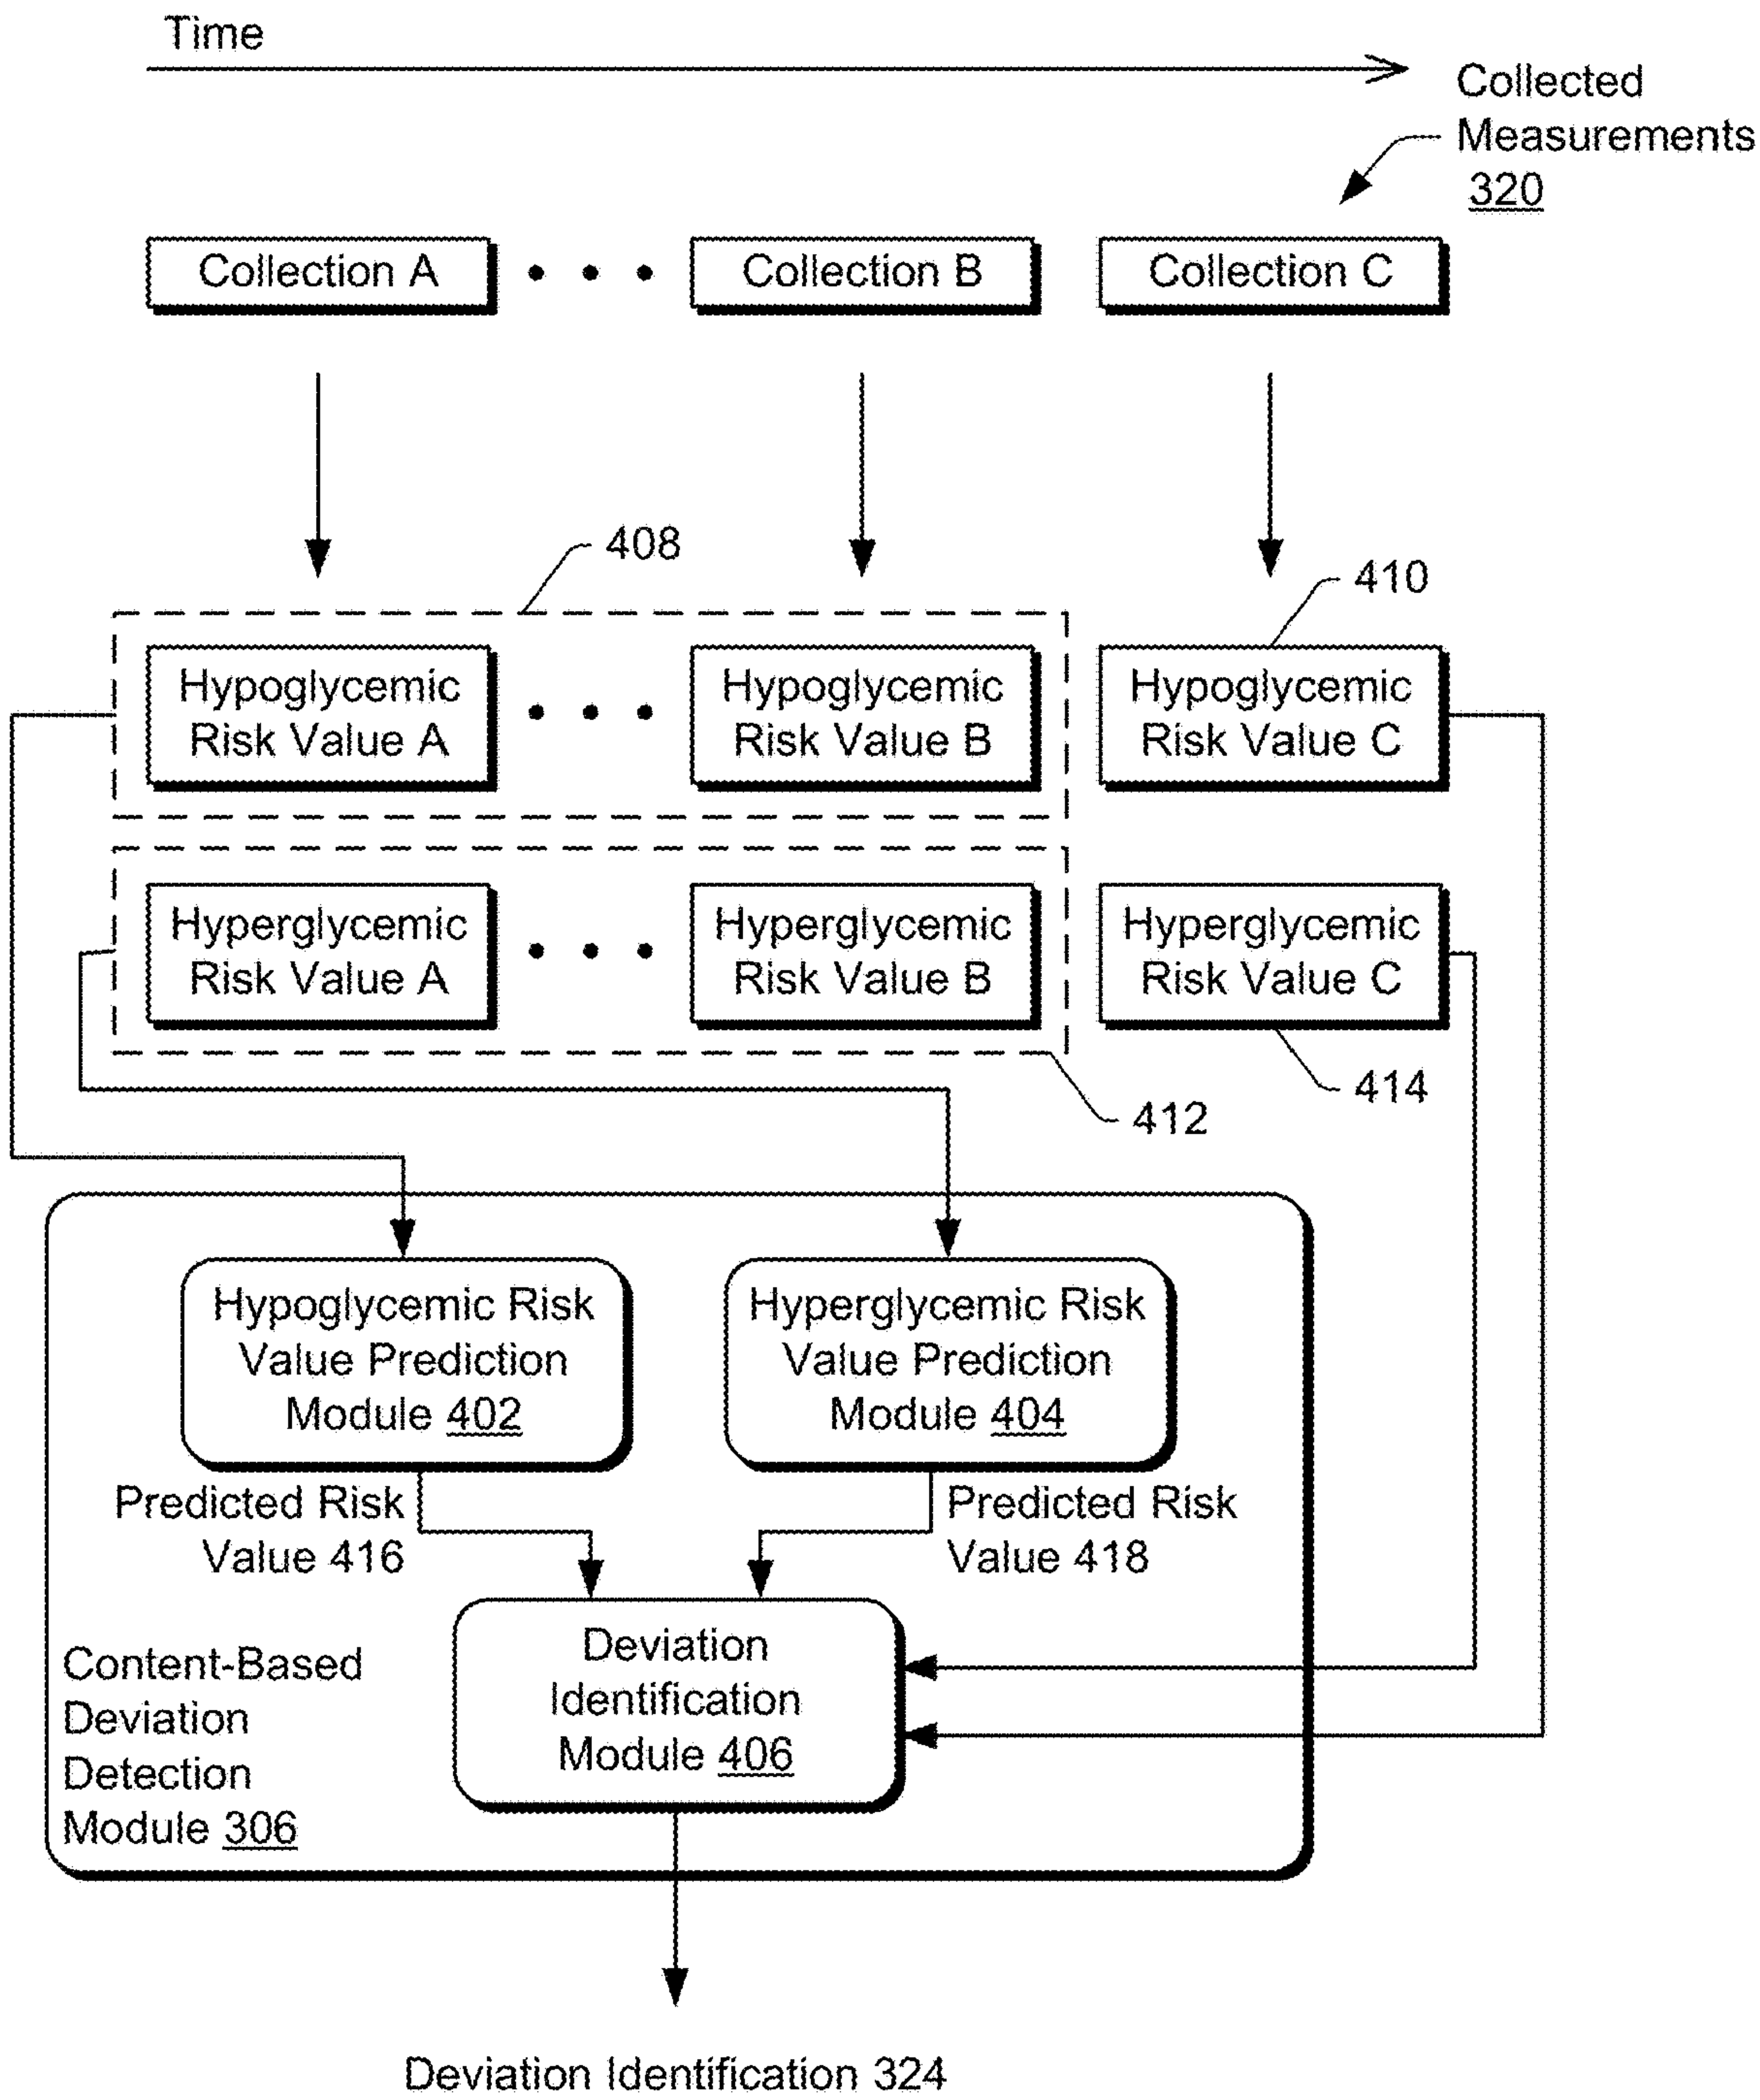 Time
Collected
Measurements
320
Collection A
Collection B
Collection C
408
410
Hypoglycemic
Risk Value A
Hypoglycemic
Risk Value B
Hypoglycemic
Risk Value C
Hyperglycemic
Risk Value A
Hyperglycemic
Risk Value B
Hyperglycemic
Risk Value C
412
414
Hypoglycemic Risk
Value Prediction
Module 402
Hyperglycemic Risk
Value Prediction
Module 404
Predicted Risk
Value 416
Predicted Risk
Value 418
Deviation
Identification
Module 406
Content-Based
Deviation
Detection
Module 306
Deviation Identification 324